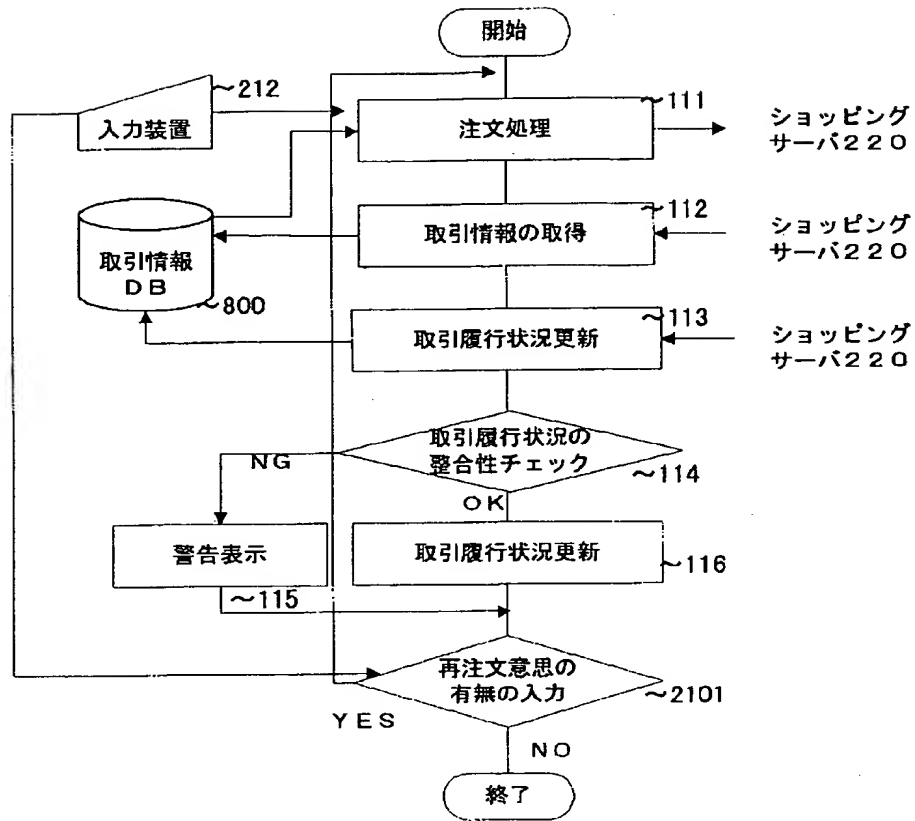 開始
～212
入力装置
～111
注文処理
ショッピング
サーバ２２０
～112
取引情報の取得
ショッピング
サーバ２２０
取引情報
ＤＢ
～800
～113
取引履行状況更新
ショッピング
サーバ２２０
取引履行状況の
整合性チェック
～114
ＮＧ
ＯＫ
警告表示
～115
取引履行状況更新
～116
再注文意思の
有無の入力
～2101
ＹＥＳ
ＮＯ
終了